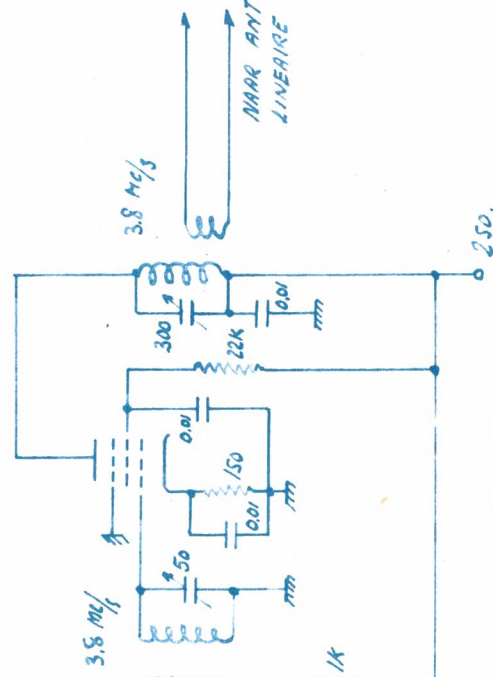 3.8 Mc/s
50
0.01
150
0.01
1K
3.8 Mc/s
300
0.01
22K
NAAR ANT
LINEAIRE
250.